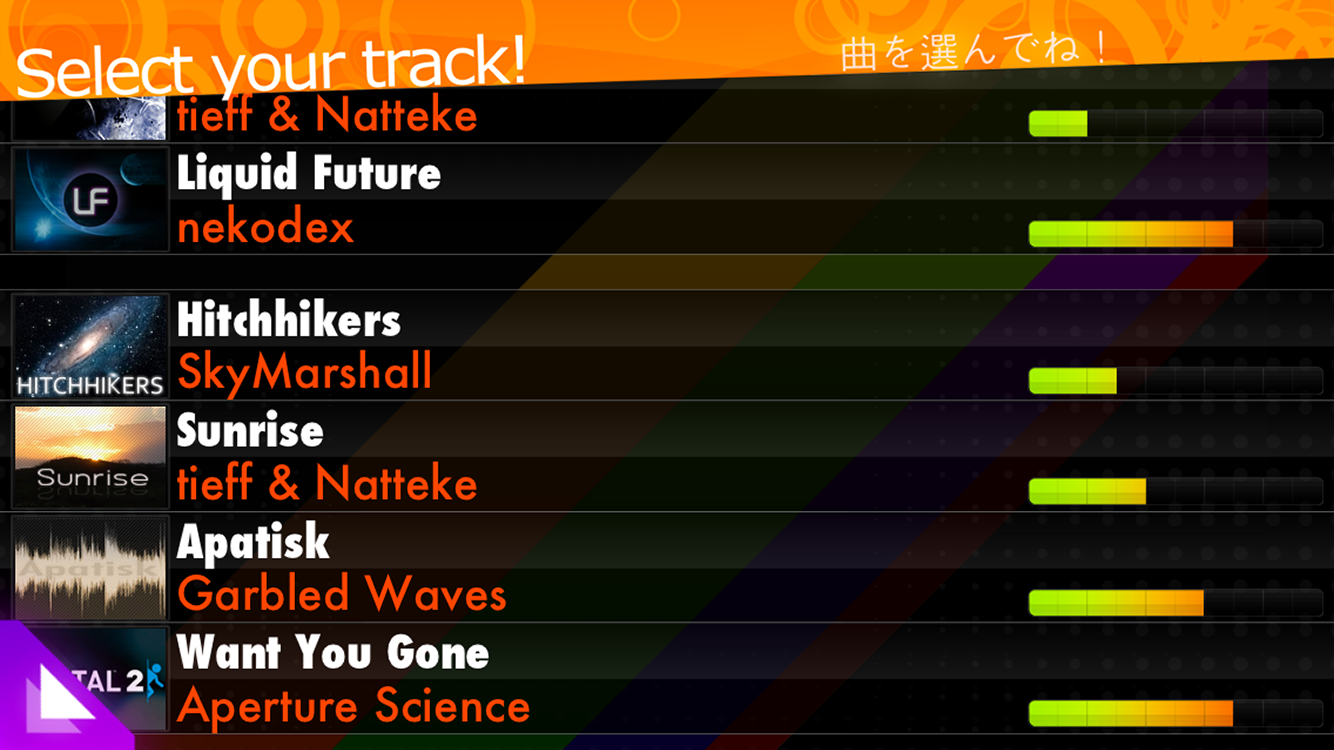 Select your track!
曲を選んでね！
tieff & Natteke
Liquid Future
LF
nekodex
Hitchhikers
HITCHHIKERS
SkyMarshall
Sunrise
Sunrise
tieff & Natteke
Apatisk
Apatisk
Garbled Waves
Want You Gone
TAL 2
Aperture Science